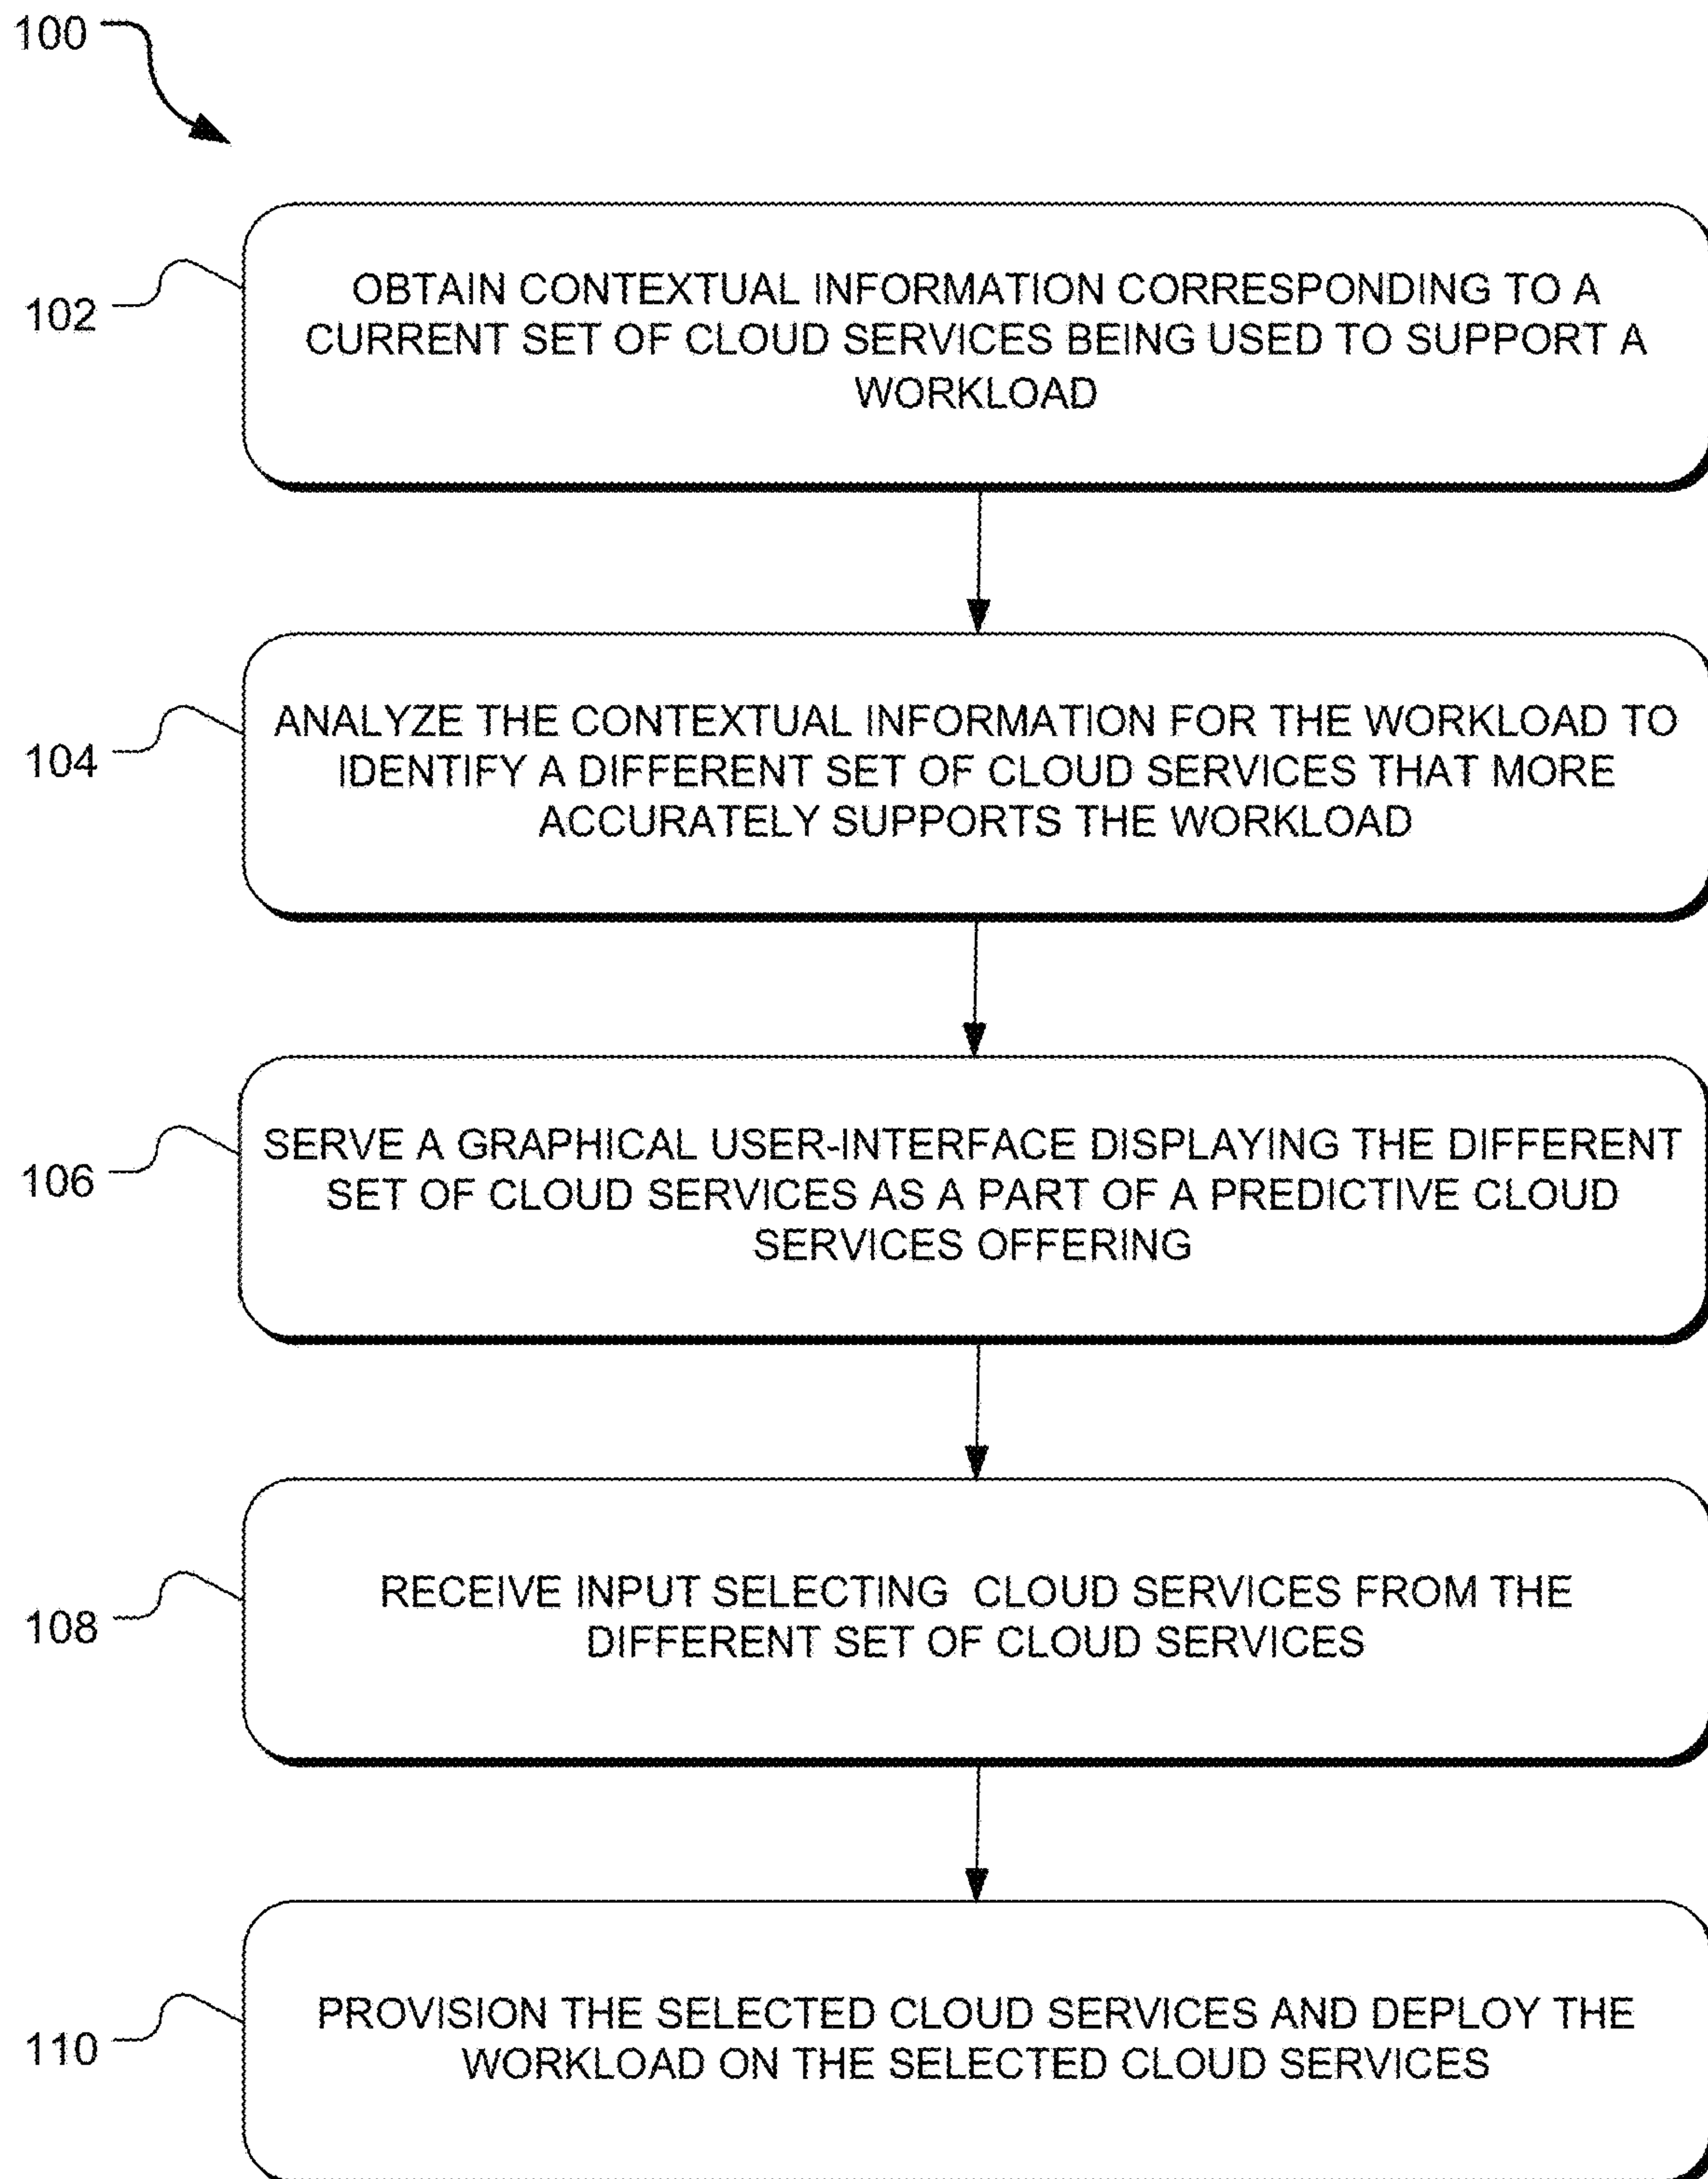 100
102
OBTAIN CONTEXTUAL INFORMATION CORRESPONDING TO A
CURRENT SET OF CLOUD SERVICES BEING USED TO SUPPORT A
WORKLOAD
104
ANALYZE THE CONTEXTUAL INFORMATION FOR THE WORKLOAD TO
IDENTIFY A DIFFERENT SET OF CLOUD SERVICES THAT MORE
ACCURATELY SUPPORTS THE WORKLOAD
106
SERVE A GRAPHICAL USER-INTERFACE DISPLAYING THE DIFFERENT
SET OF CLOUD SERVICES AS A PART OF A PREDICTIVE CLOUD
SERVICES OFFERING
108
RECEIVE INPUT SELECTING CLOUD SERVICES FROM THE
DIFFERENT SET OF CLOUD SERVICES
110
PROVISION THE SELECTED CLOUD SERVICES AND DEPLOY THE
WORKLOAD ON THE SELECTED CLOUD SERVICES